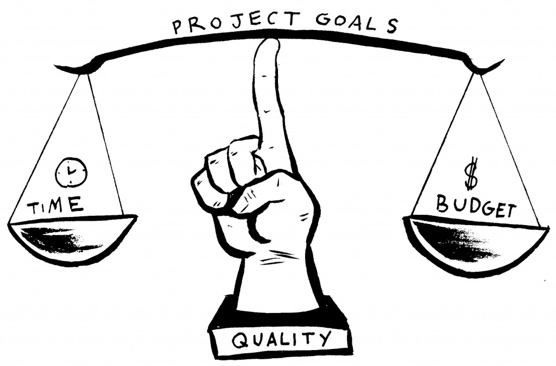 PROJECT GOALS
TIME
$
BUDGET
QUALITY